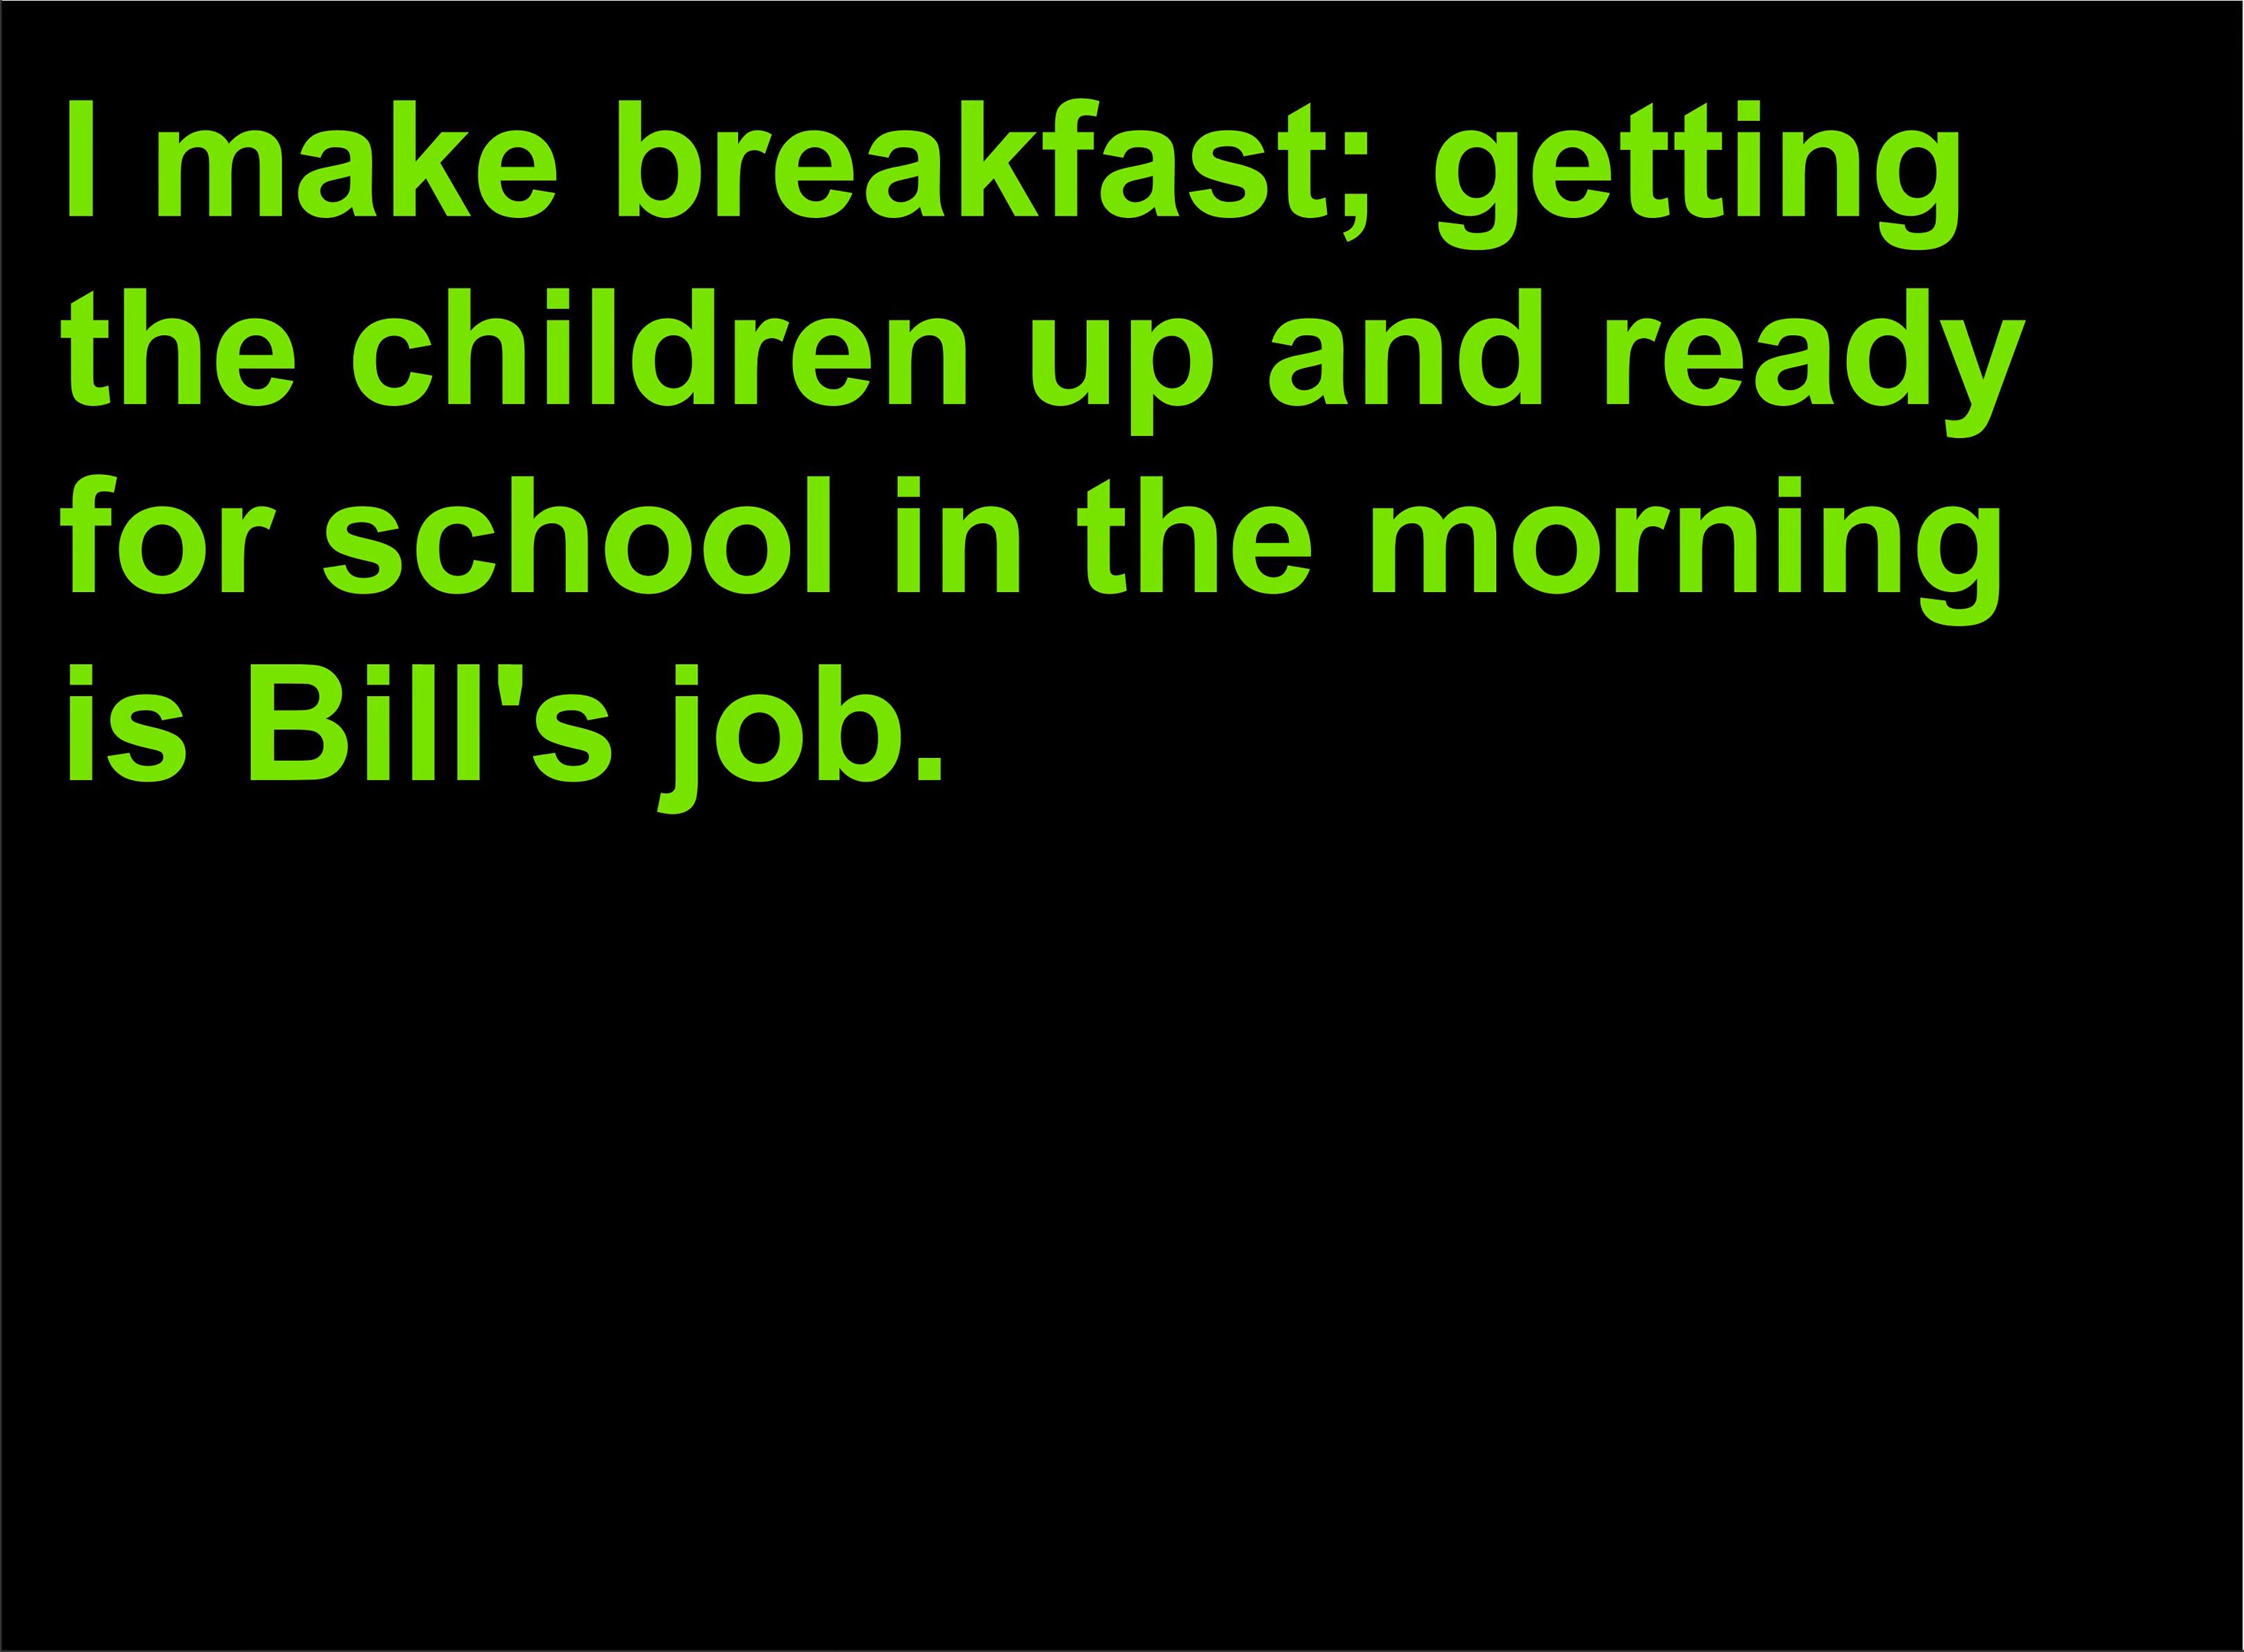 I make breakfast; getting
the children up and ready
for school in the morning
is Bill's job.